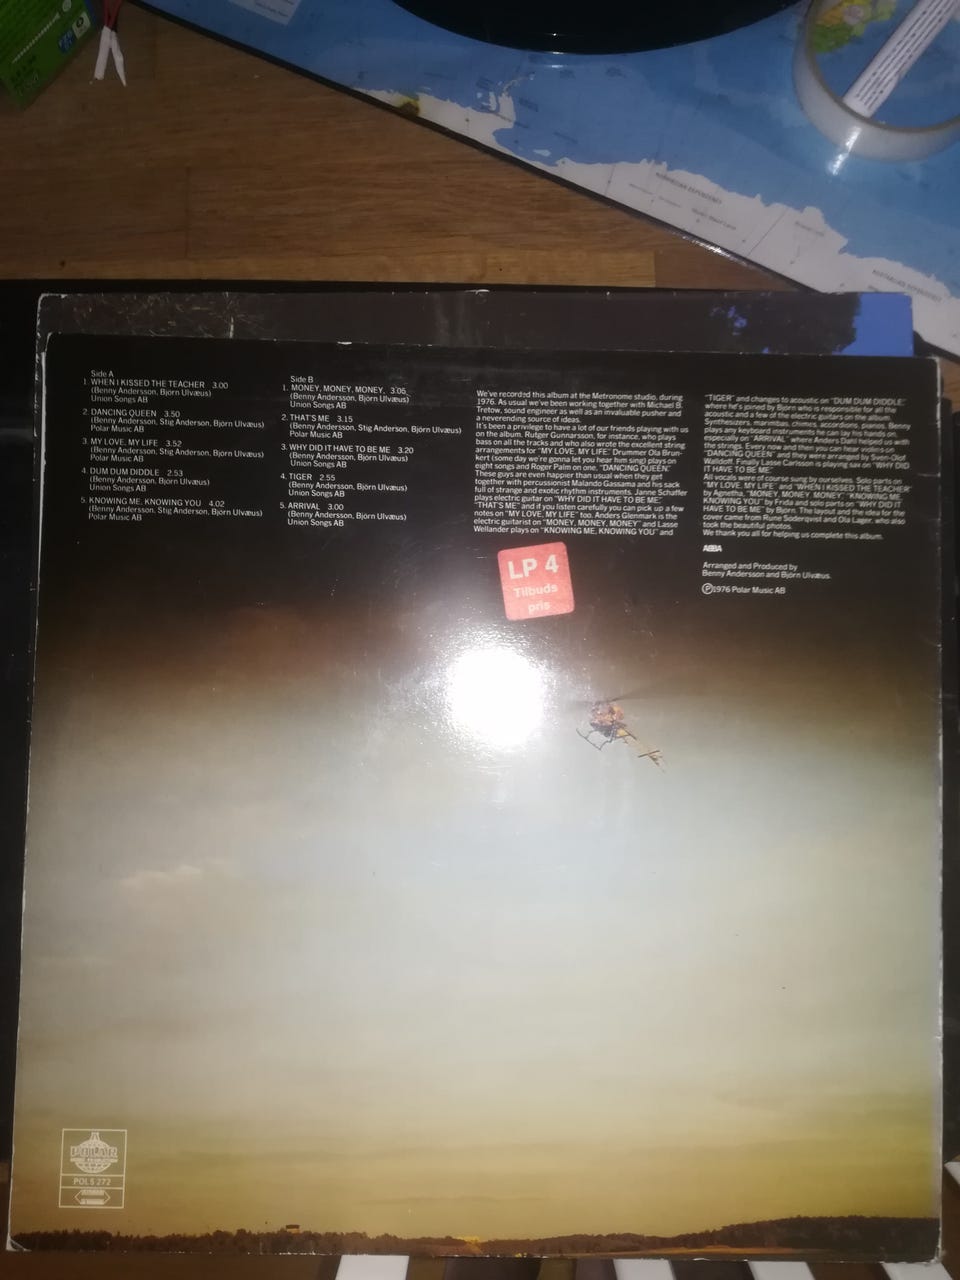 Side A
1. WHEN I KISSED THE TEACHER 3.00
(Benny Andersson, Björn Ulvæus)
Union Songs AB
2. DANCING QUEEN 3.50
(Benny Andersson, Stig Anderson, Björn Ulvæus)
Polar Music AB
3. MY LOVE, MY LIFE 3.52
(Benny Andersson, Stig Anderson, Björn Ulvæus)
Polar Music AB
4. DUM DUM DIDDLE 2.53
(Benny Andersson, Björn Ulvæus)
Union Songs AB
5. KNOWING ME, KNOWING YOU 4.02
(Benny Andersson, Stig Anderson, Björn Ulvæus)
Polar Music AB
Side B
1. MONEY, MONEY, MONEY, 3.05
(Benny Andersson, Björn Ulvæus)
Union Songs AB
2. THAT'S ME 3.15
(Benny Andersson, Stig Anderson, Björn Ulvæus)
Polar Music AB
3. WHY DID IT HAVE TO BE ME 3.20
(Benny Andersson, Björn Ulvæus)
Union Songs AB
4. TIGER 2.55
(Benny Andersson, Björn Ulvæus)
Union Songs AB
5. ARRIVAL 3.00
(Benny Andersson, Björn Ulvæus)
Union Songs AB
We've recorded this album at the Metronome studio, during
1976. As usual we've been working together with Michael B.
Tretow, sound engineer as well as an invaluable pusher and
a neverending source of ideas.
It's been a privilege to have a lot of our friends playing with us
on the album. Rutger Gunnarsson, for instance, who plays
bass on all the tracks and who also wrote the excellent string
arrangements for "MY LOVE, MY LIFE." Drummer Ola Brun-
kert (some day we're gonna let you hear him sing) plays on
eight songs and Roger Palm on one, "DANCING QUEEN."
These guys are even happier than usual when they get
together with percussionist Malando Gassama and his sack
full of strange and exotic rhythm instruments. Janne Schaffer
plays electric guitar on "WHY DID IT HAVE TO BE ME",
"THAT'S ME" and if you listen carefully you can pick up a few
notes on "MY LOVE, MY LIFE" too. Anders Glenmark is the
electric guitarist on "MONEY, MONEY, MONEY" and Lasse
Wellander plays on "KNOWING ME, KNOWING YOU" and
"TIGER" and changes to acoustic on "DUM DUM DIDDLE"
where he's joined by Björn who is responsible for all the
acoustic and a few of the electric guitars on the album.
Synthesizers, marimbas, chimes, accordions, pianos, Benny
plays any keyboard instruments he can lay his hands on,
especially on "ARRIVAL" where Anders Dahl helped us with
the strings. Every now and then you can hear violins on
"DANCING QUEEN" and they were arranged by Sven-Olof
Walldoff. Finally Lasse Carlsson is playing sax on "WHY DID
IT HAVE TO BE ME."
All vocals were of course sung by ourselves. Solo parts on
"MY LOVE, MY LIFE" and "WHEN I KISSED THE TEACHER"
by Agnetha, "MONEY, MONEY, MONEY", "KNOWING ME,
KNOWING YOU" by Frida and some parts on "WHY DID IT
HAVE TO BE ME" by Björn. The layout and the idea for the
cover came from Rune Söderqvist and Ola Lager, who also
took the beautiful photos.
We thank you all for helping us complete this album.
ABBA
Arranged and Produced by
Benny Andersson and Björn Ulvæus.
Ⓟ1976 Polar Music AB
LP 4
Tilbuds
pris
POLAR
POLS 272